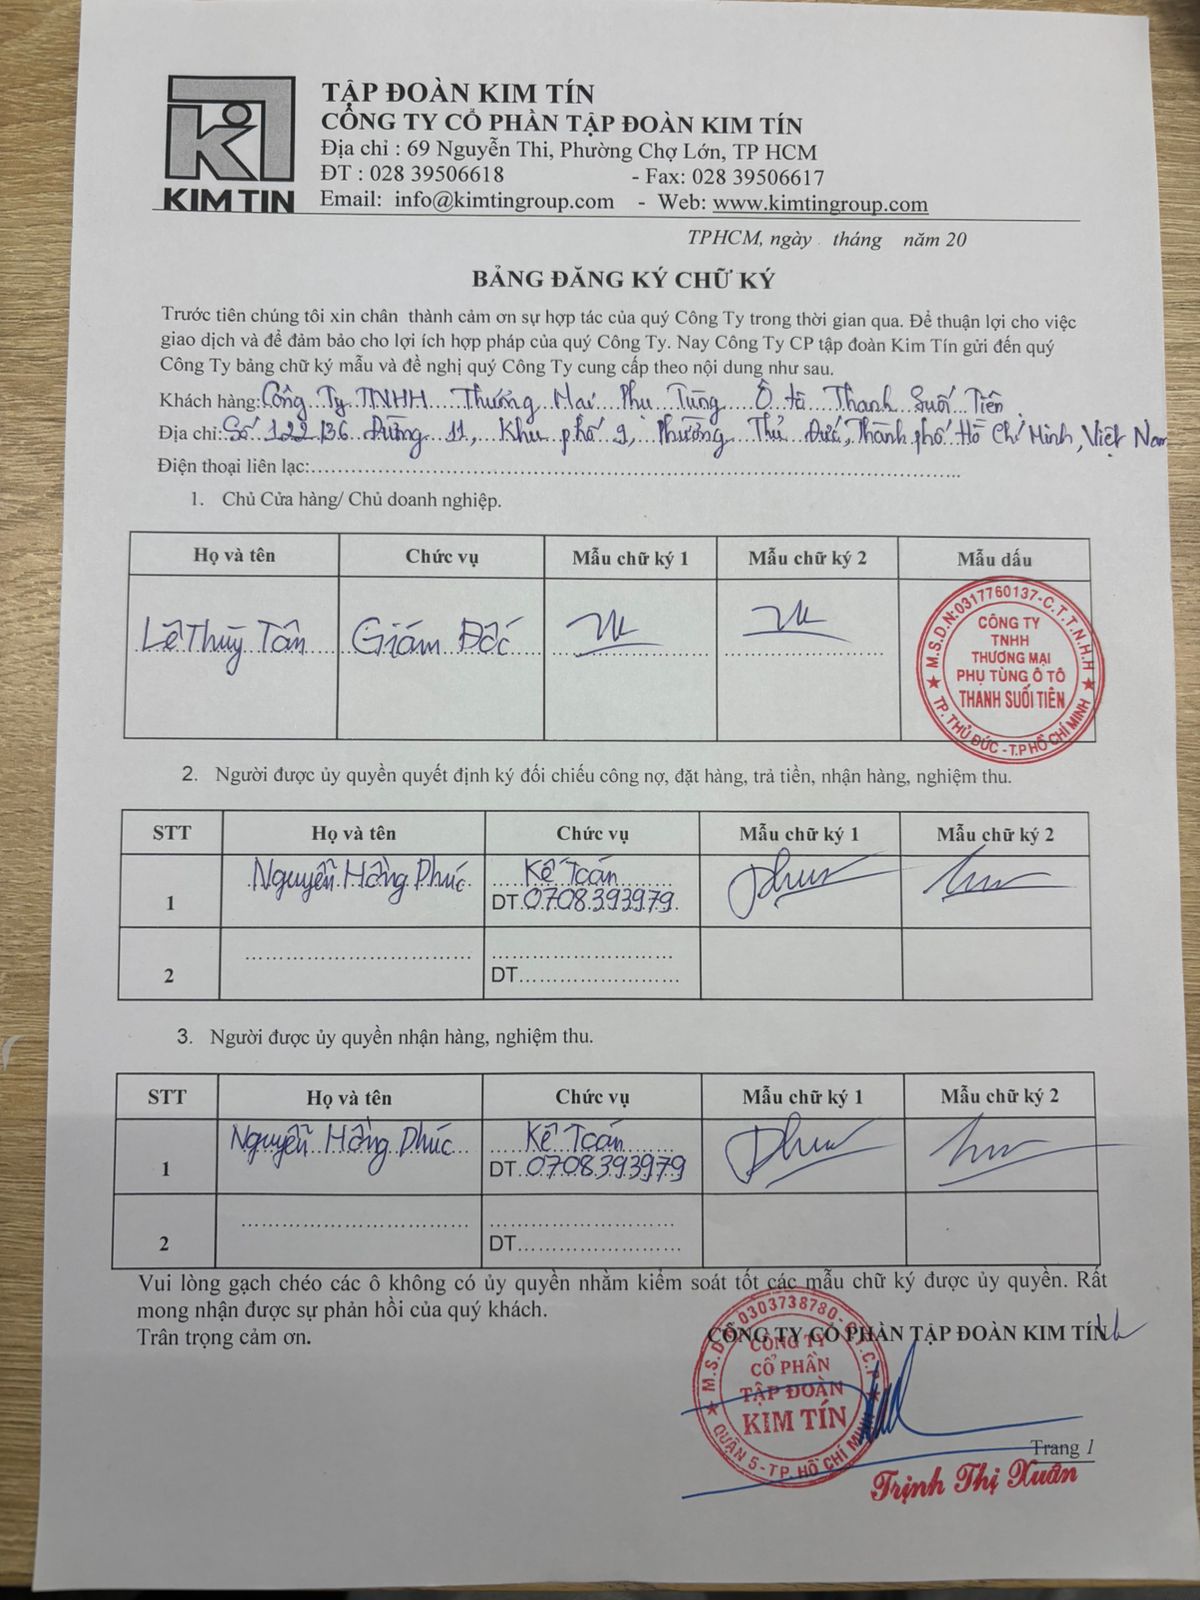 KIM TIN
TẬP ĐOÀN KIM TÍN
CÔNG TY CỔ PHẦN TẬP ĐOÀN KIM TÍN
Địa chỉ : 69 Nguyễn Thi, Phường Chợ Lớn, TP HCM
ĐT : 028 39506618 - Fax: 028 39506617
Email: info@kimtingroup.com - Web: www.kimtingroup.com
TPHCM, ngày tháng năm 20
BẢNG ĐĂNG KÝ CHỮ KÝ
Trước tiên chúng tôi xin chân thành cảm ơn sự hợp tác của quý Công Ty trong thời gian qua. Để thuận lợi cho việc
giao dịch và để đảm bảo cho lợi ích hợp pháp của quý Công Ty. Nay Công Ty CP tập đoàn Kim Tín gửi đến quý
Công Ty bảng chữ ký mẫu và đề nghị quý Công Ty cung cấp theo nội dung như sau.
Khách hàng: Công Ty TNHH Thương Mại Phụ Tùng Ô tô Thanh Suối Tiên
Địa chỉ: Số 122/36 Đường 11, Khu phố 9, Phường Thủ Đức, Thành phố Hồ Chí Minh, Việt Nam
Điện thoại liên lạc:
1. Chủ Cửa hàng/ Chủ doanh nghiệp.
Họ và tên Chức vụ Mẫu chữ ký 1 Mẫu chữ ký 2 Mẫu dấu
Lê Thùy Tân Giám Đốc
M.S.D.N:0317760137-C.T.T.N.H.H
CÔNG TY
TNHH
THƯƠNG MẠI
PHỤ TÙNG Ô TÔ
THANH SUỐI TIÊN
TP. THỦ ĐỨC - T.P HỒ CHÍ MINH
2. Người được ủy quyền quyết định ký đối chiếu công nợ, đặt hàng, trả tiền, nhận hàng, nghiệm thu.
STT Họ và tên Chức vụ Mẫu chữ ký 1 Mẫu chữ ký 2
1 Nguyễn Hồng Phúc Kế Toán
DT 0708393979
2 DT
3. Người được ủy quyền nhận hàng, nghiệm thu.
STT Họ và tên Chức vụ Mẫu chữ ký 1 Mẫu chữ ký 2
1 Nguyễn Hồng Phúc Kế Toán
DT 0708393979
2 DT
Vui lòng gạch chéo các ô không có ủy quyền nhằm kiểm soát tốt các mẫu chữ ký được ủy quyền. Rất
mong nhận được sự phản hồi của quý khách.
Trân trọng cảm ơn.
CÔNG TY CỔ PHẦN TẬP ĐOÀN KIM TÍN
M.S.D.N:0303738780-C.T.C.P
CÔNG TY
CỔ PHẦN
TẬP ĐOÀN
KIM TÍN
QUẬN 5 - TP. HỒ CHÍ MINH
Trang 1
Trịnh Thị Xuân